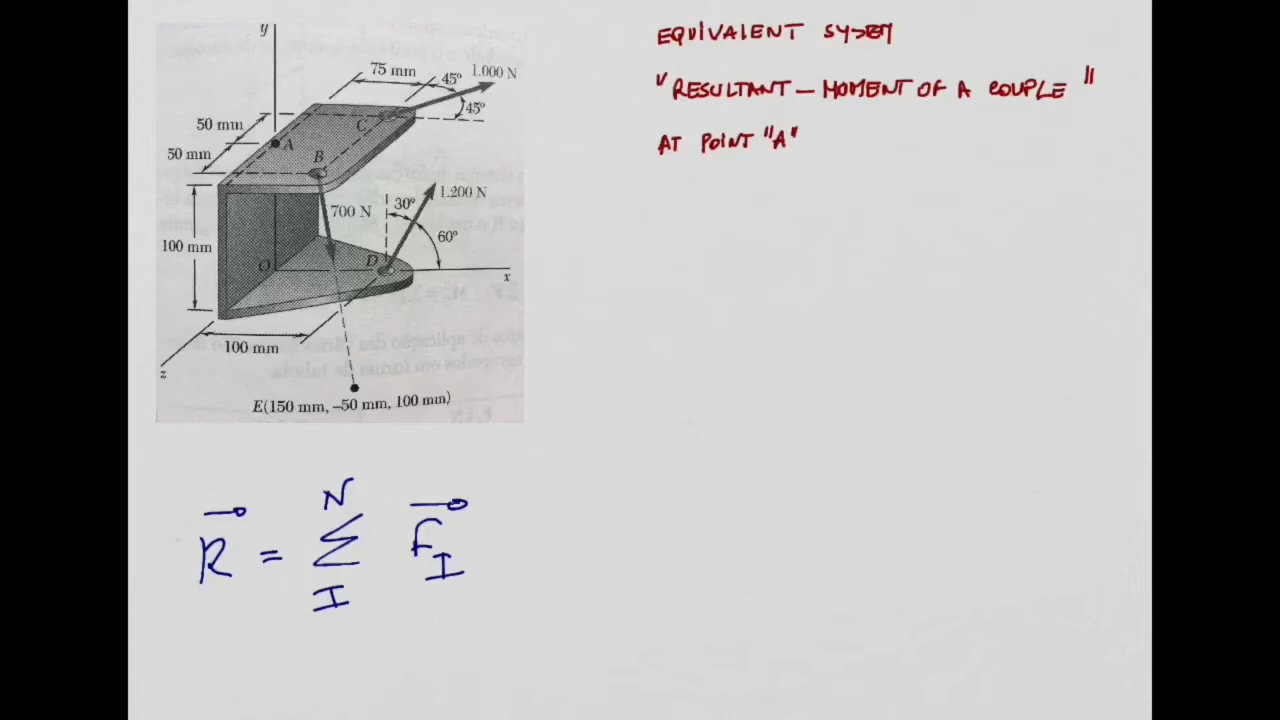 y
75 mm
45°
1.000 N
45°
50 mm
50 mm
A
C
B
700 N
30°
1.200 N
60°
100 mm
O
D
x
100 mm
z
E(150 mm, –50 mm, 100 mm)
EQUIVALENT
"RESULTANT – MOMENT OF A COUPLE"
AT POINT "A"
R = N ∑ I F I